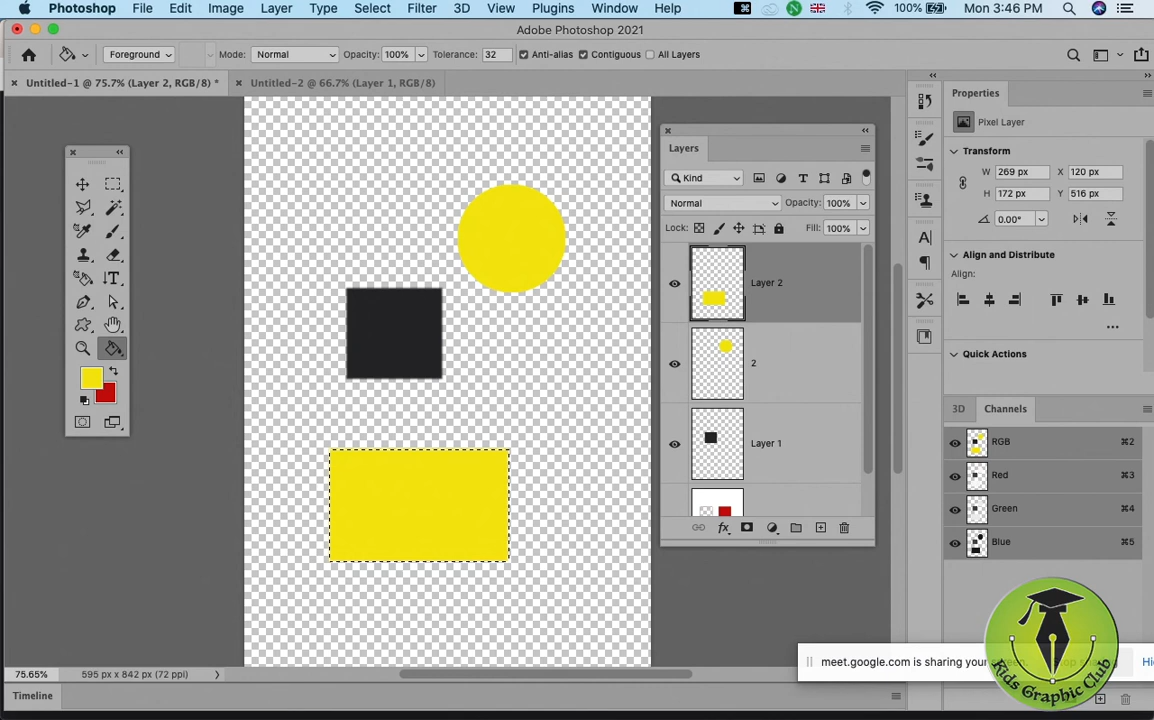 Photoshop File Edit Image Layer Type Select Filter 3D View Plugins Window Help 100% Mon 3:46 PM
Adobe Photoshop 2021
Foreground Mode: Normal Opacity: 100% Tolerance: 32 Anti-alias Contiguous All Layers
Untitled-1 @ 75.7% (Layer 2, RGB/8) * Untitled-2 @ 66.7% (Layer 1, RGB/8)
Properties
Pixel Layer
Transform
W 269 px X 120 px
H 172 px Y 516 px
0.00°
Align and Distribute
Align:
Quick Actions
Layers
Kind
Normal Opacity: 100%
Lock: Fill: 100%
Layer 2
2
Layer 1
fx
3D Channels
RGB ⌘2
Red ⌘3
Green ⌘4
Blue ⌘5
75.65% 595 px x 842 px (72 ppi)
Timeline
meet.google.com is sharing your screen.
Kids Graphic Club